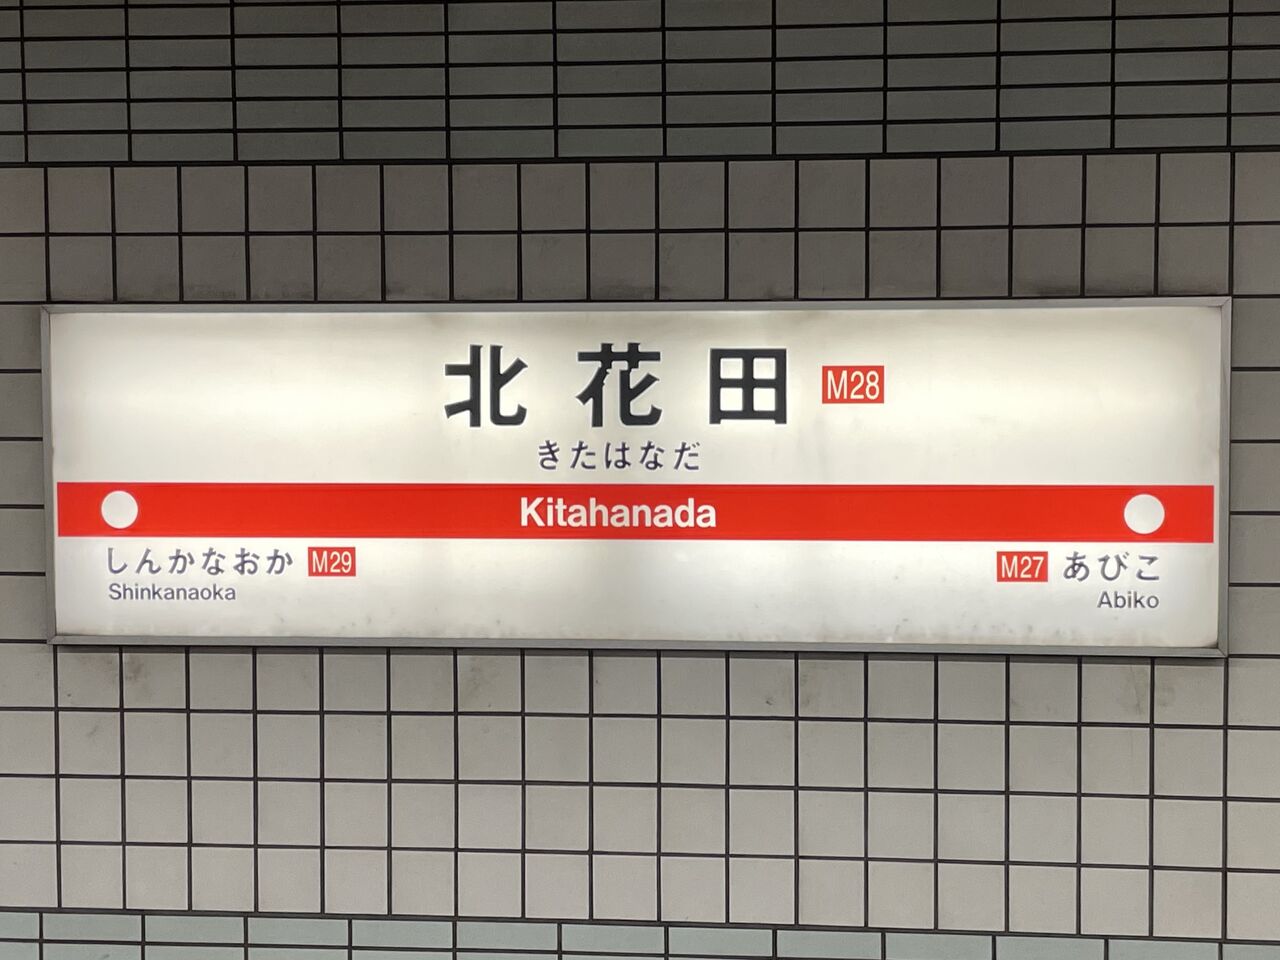 北花田 M28
きたはなだ
Kitahanada
しんかなおか M29
Shinkanaoka
M27 あびこ
Abiko